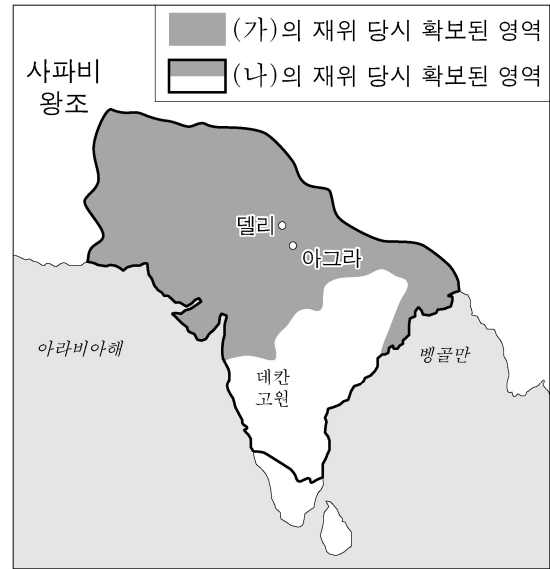 (가)의 재위 당시 확보된 영역
(나)의 재위 당시 확보된 영역
사파비
왕조
델리
아그라
아라비아해
벵골만
데칸
고원